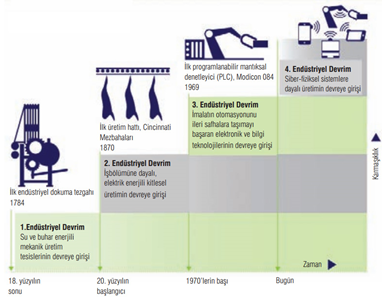 İlk programlanabilir mantıksal
denetleyici (PLC), Modicon 084
1969
4. Endüstriyel Devrim
Siber-fiziksel sistemlere
dayalı üretimin devreye girişi
İlk üretim hattı, Cincinnati
Mezbahaları
1870
3. Endüstriyel Devrim
İmalatın otomasyonunu
ileri safhalara taşımayı
başaran elektronik ve bilgi
teknolojilerinin devreye girişi
İlk endüstriyel dokuma tezgahı
1784
2. Endüstriyel Devrim
İşbölümüne dayalı,
elektrik enerjili kitlesel
üretimin devreye girişi
1.Endüstriyel Devrim
Su ve buhar enerjili
mekanik üretim
tesislerinin devreye girişi
Karmaşıklık
Zaman
18. yüzyılın
sonu
20. yüzyılın
başlangıcı
1970'lerin başı
Bugün